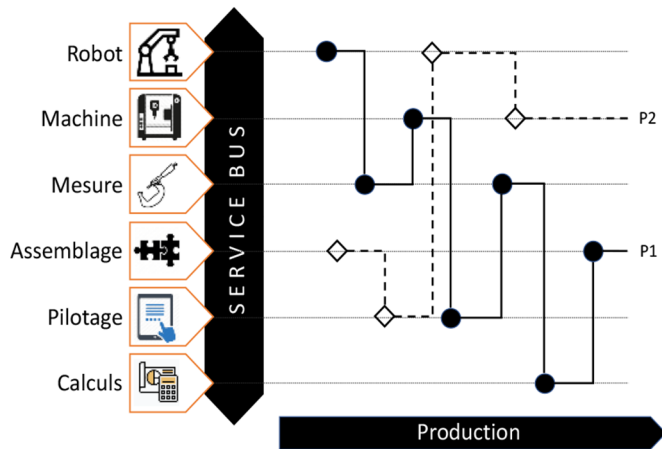 Robot
Machine
P2
Mesure
Assemblage
P1
Pilotage
Calculs
SERVICE BUS
Production